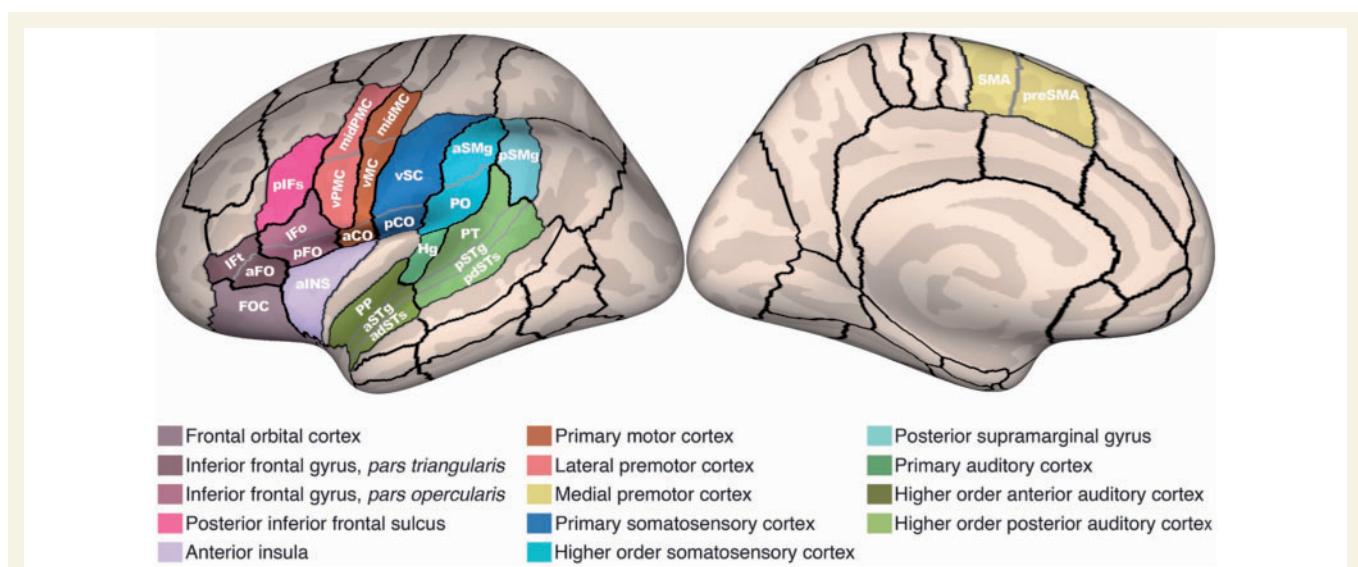 SMA
preSMA
midPMC
midMC
aSMg
pSMg
pIFs
vPMC
vMC
vSC
PO
pCO
IFo
pFO
aCO
Hg
PT
pSTg
pdSTs
IFt
aFO
aINS
FOC
PP
aSTg
adSTs
Frontal orbital cortex
Inferior frontal gyrus, pars triangularis
Inferior frontal gyrus, pars opercularis
Posterior inferior frontal sulcus
Anterior insula
Primary motor cortex
Lateral premotor cortex
Medial premotor cortex
Primary somatosensory cortex
Higher order somatosensory cortex
Posterior supramarginal gyrus
Primary auditory cortex
Higher order anterior auditory cortex
Higher order posterior auditory cortex